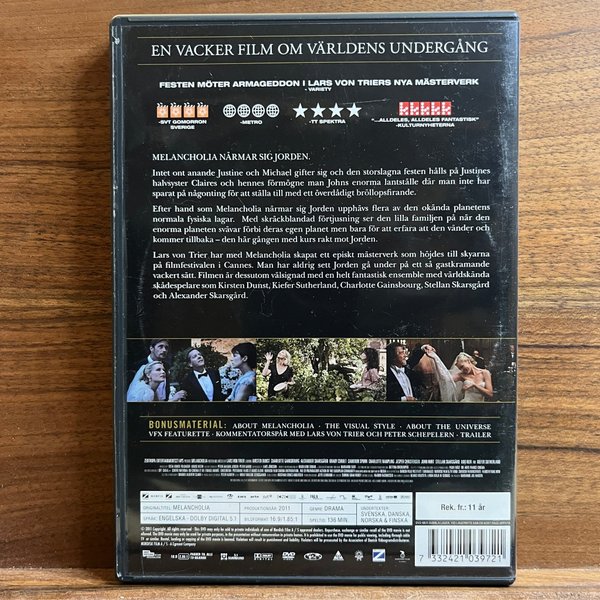 EN VACKER FILM OM VÄRLDENS UNDERGÅNG
FESTEN MÖTER ARMAGEDDON I LARS VON TRIERS NYA MÄSTERVERK
- VARIETY
-SVT GOMORRON
SVERIGE
-METRO
-TT SPEKTRA
"...ALLDELES, ALLDELES FANTASTISK"
-KULTURNYHETERNA
MELANCHOLIA NÄRMAR SIG JORDEN.
Intet ont anande Justine och Michael gifter sig och den storslagna festen hålls på Justines
halvsyster Claires och hennes förmögne man Johns enorma lantställe där man inte har
sparat på någonting för att ställa till med ett överdådigt bröllopsfirande.
Efter hand som Melancholia närmar sig Jorden upphävs flera av den okända planetens
normala fysiska lagar. Med skräckblandad förtjusning ser den lilla familjen på när den
enorma planeten svävar förbi deras egen planet men bara för att erfara att den vänder och
kommer tillbaka – den här gången med kurs rakt mot Jorden.
Lars von Trier har med Melancholia skapat ett episkt mästerverk som höjdes till skyarna
på filmfestivalen i Cannes. Man har aldrig sett Jorden gå under på ett så gastkramande
vackert sätt. Filmen är dessutom välsignad med en helt fantastisk ensemble med världskända
skådespelare som Kirsten Dunst, Kiefer Sutherland, Charlotte Gainsbourg, Stellan Skarsgård
och Alexander Skarsgård.
BONUSMATERIAL: ABOUT MELANCHOLIA · THE VISUAL STYLE · ABOUT THE UNIVERSE
VFX FEATURETTE · KOMMENTATORSPÅR MED LARS VON TRIER OCH PETER SCHEPELERN · TRAILER
ORIGINALTITEL: MELANCHOLIA PRODUKTIONSÅR: 2011 GENRE: DRAMA UNDERTEXTER: SVENSKA, DANSKA,
SPRÅK: ENGELSKA - DOLBY DIGITAL 5.1 BILDFORMAT: 16:9/1.85:1 SPELTID: 136 MIN. NORSKA & FINSKA
Rek. fr.: 11 år
7 332421 039721